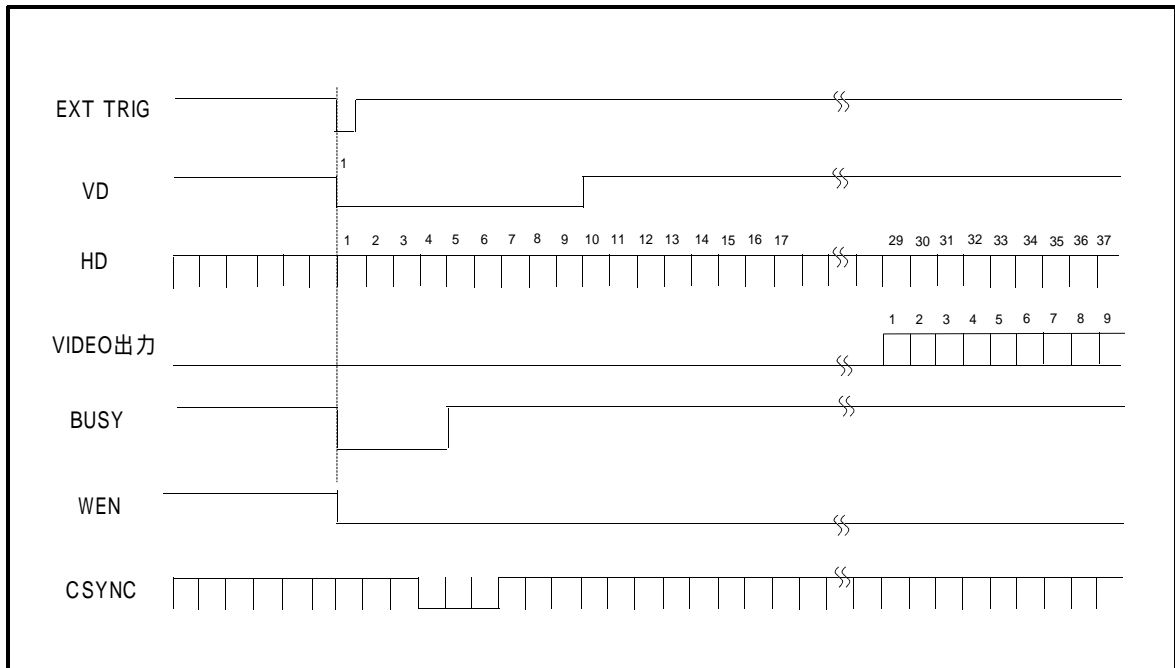 EXT TRIG
1
VD
1 2 3 4 5 6 7 8 9 10 11 12 13 14 15 16 17 29 30 31 32 33 34 35 36 37
HD
1 2 3 4 5 6 7 8 9
VIDEO出力
BUSY
WEN
CSYNC